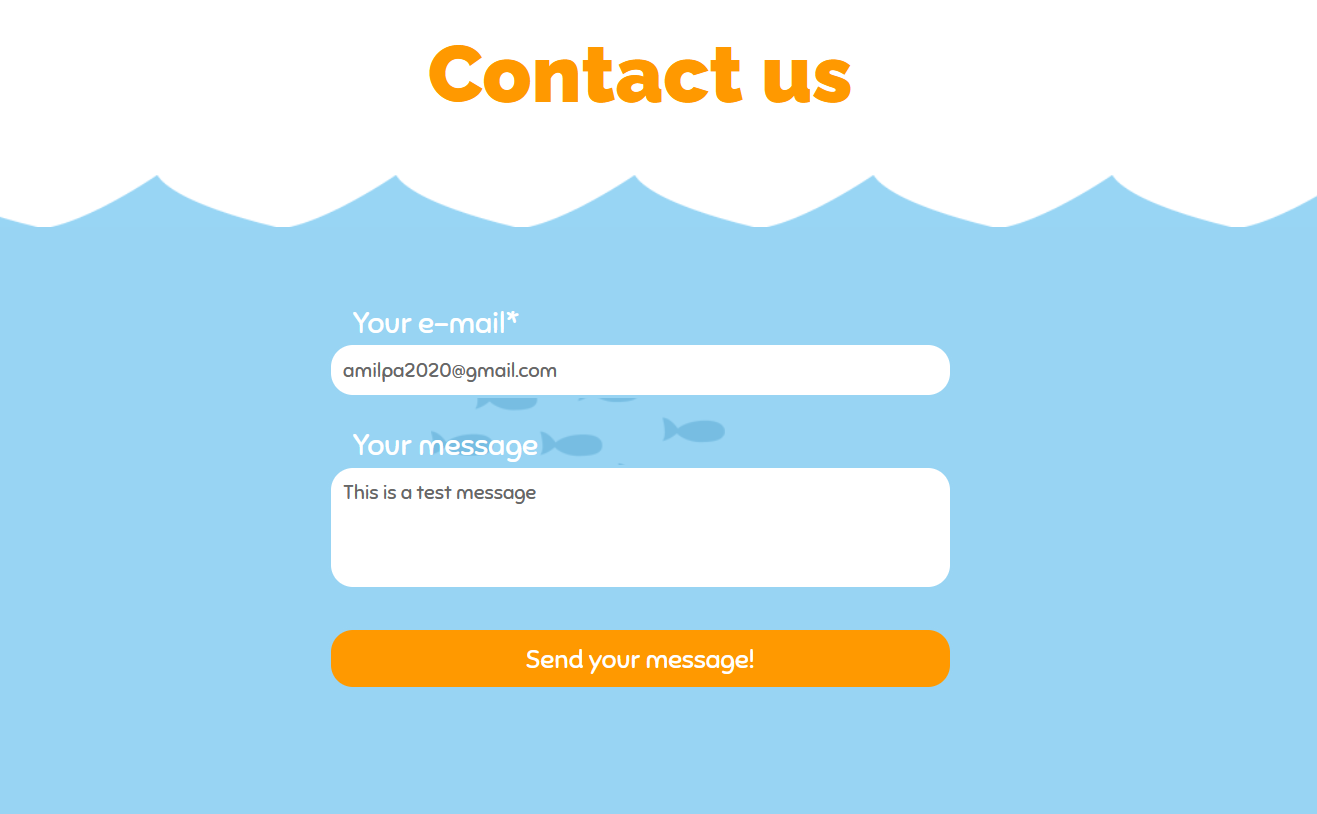 Contact us
Your e-mail*
amilpa2020@gmail.com
Your message
This is a test message
Send your message!